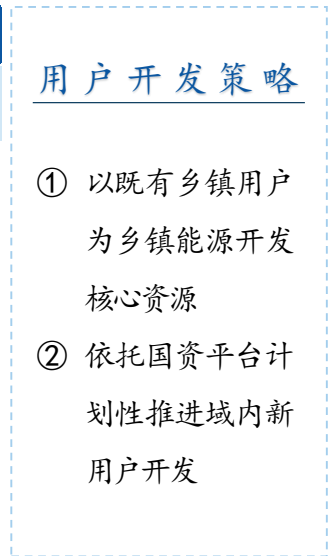 用户开发策略
① 以既有乡镇用户
为乡镇能源开发
核心资源
② 依托国资平台计
划性推进域内新
用户开发